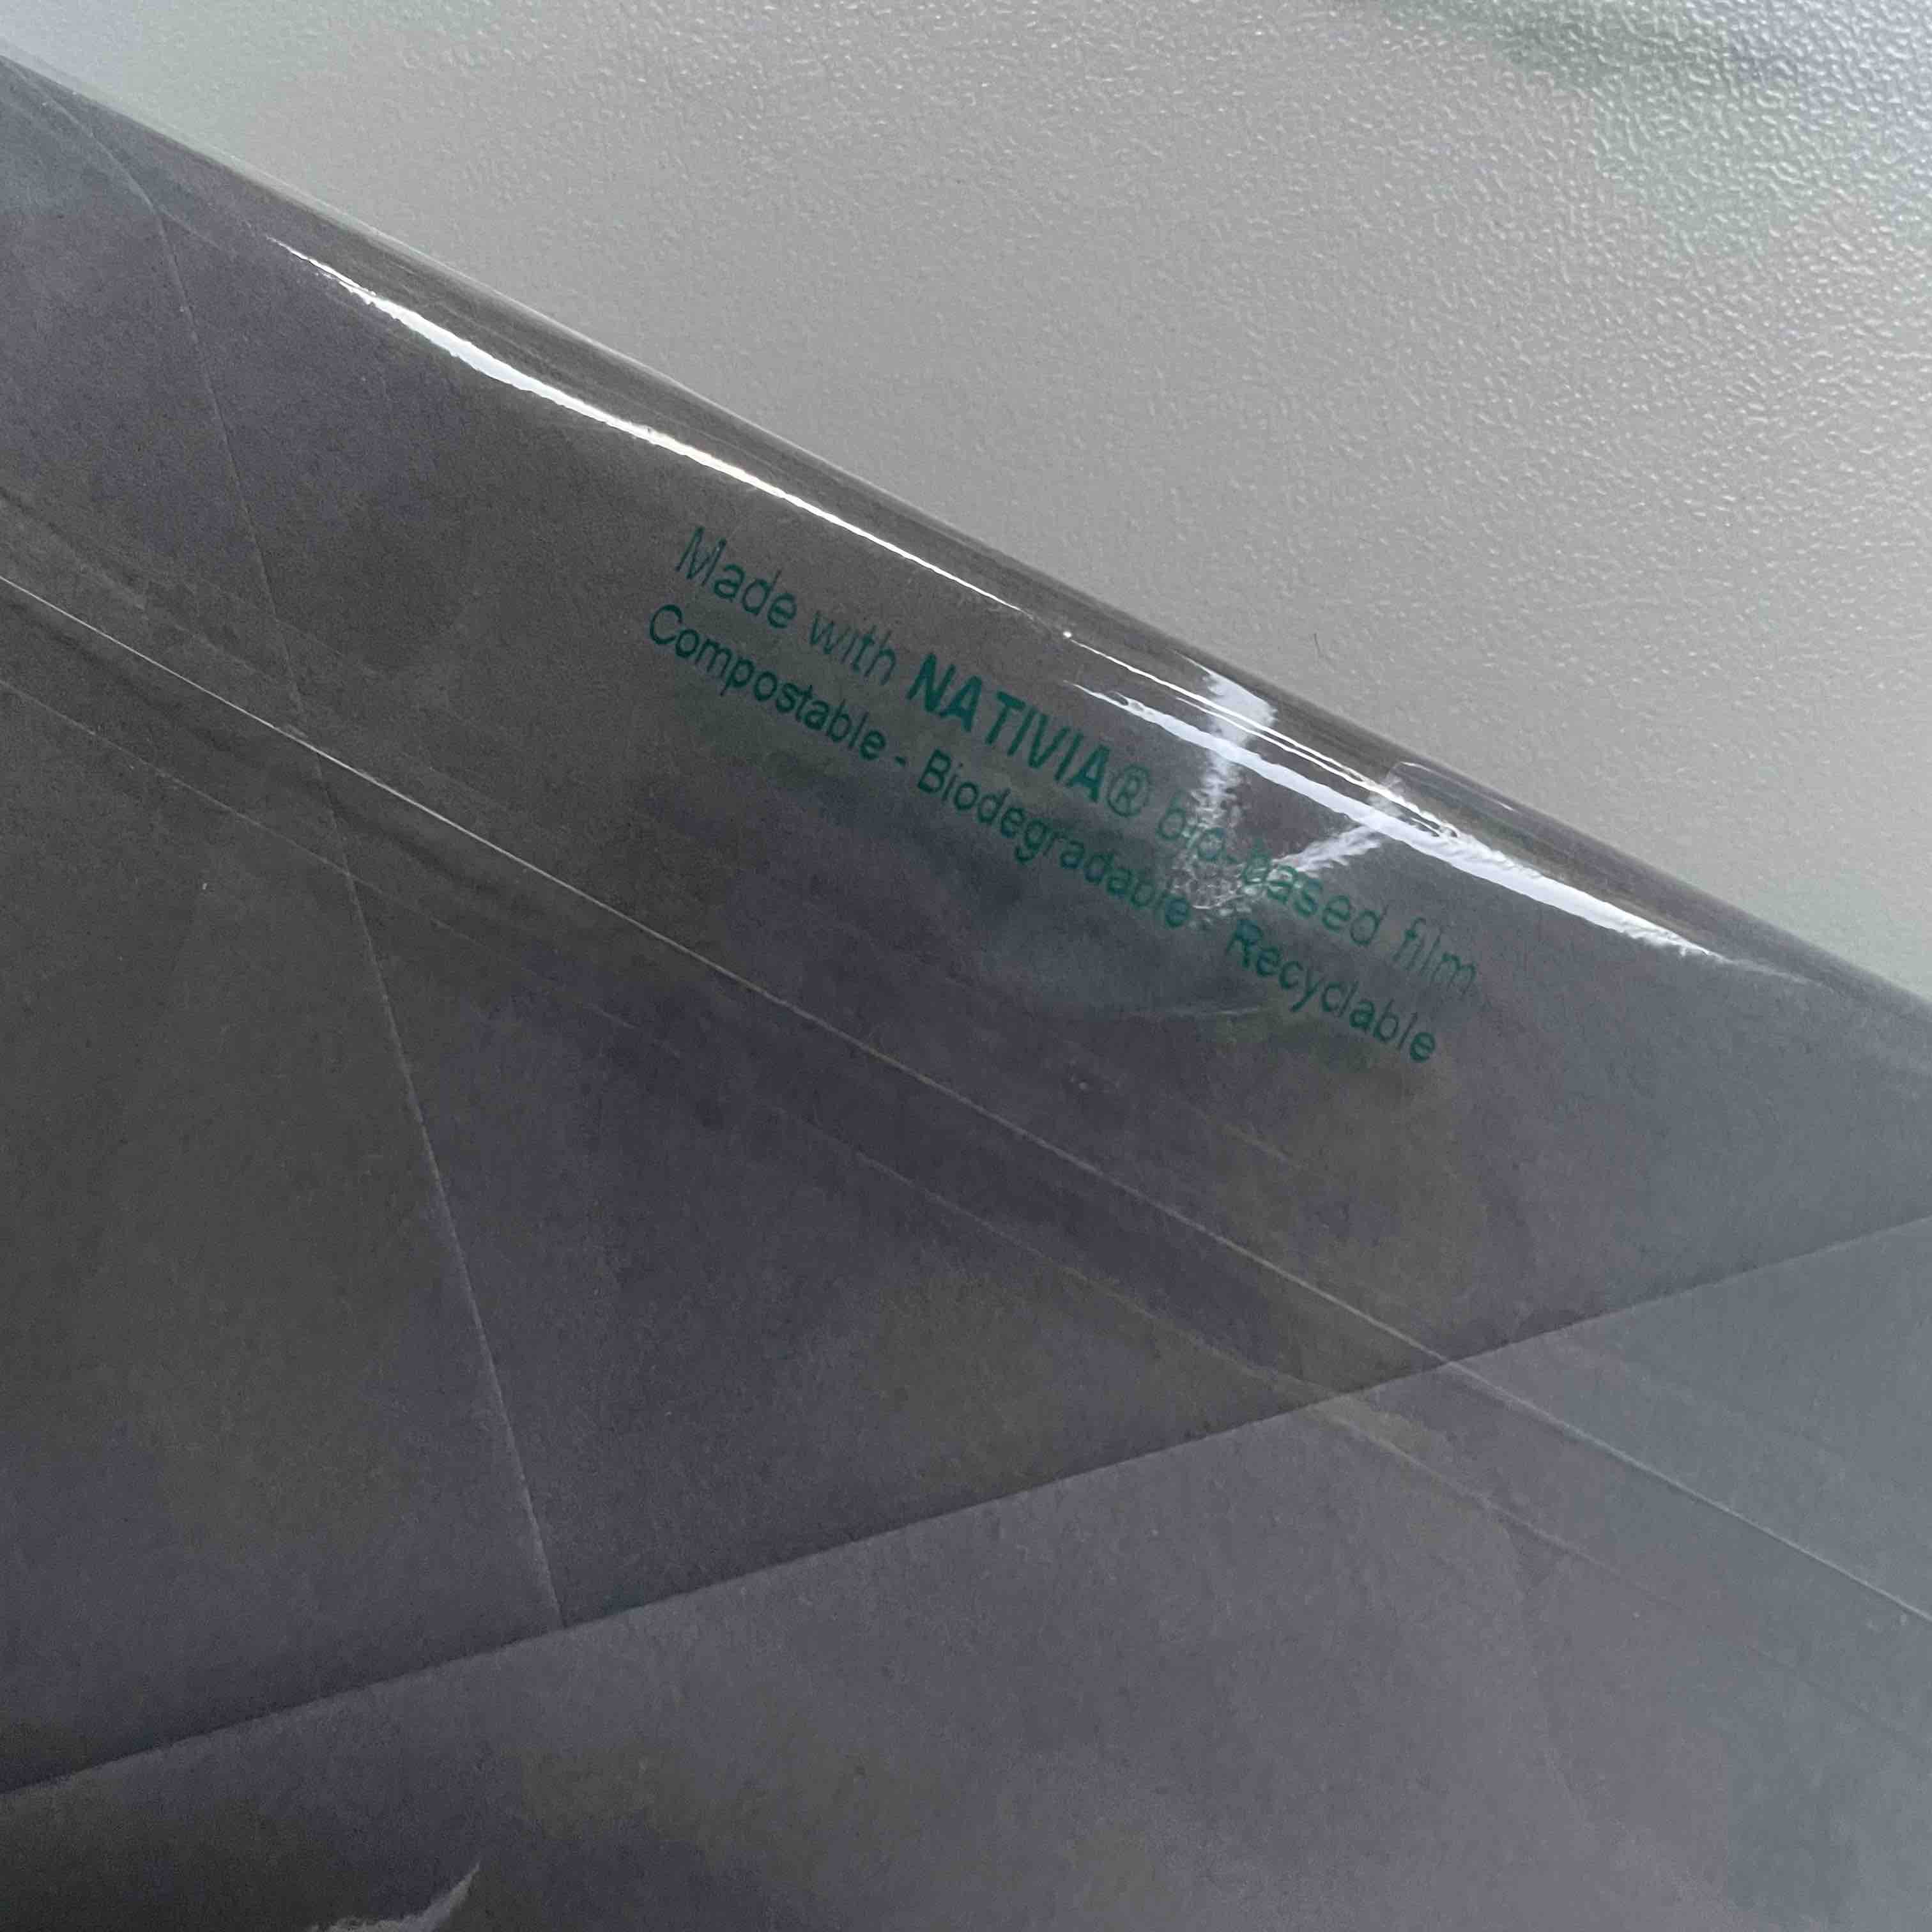 Made with NATIVIA® bio-based film
Compostable - Biodegradable - Recyclable